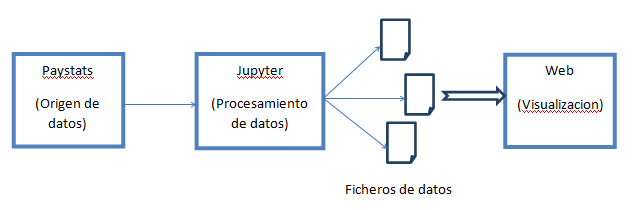 Paystats
(Origen de
datos)
Jupyter
(Procesamiento
de datos)
Web
(Visualizacion)
Ficheros de datos